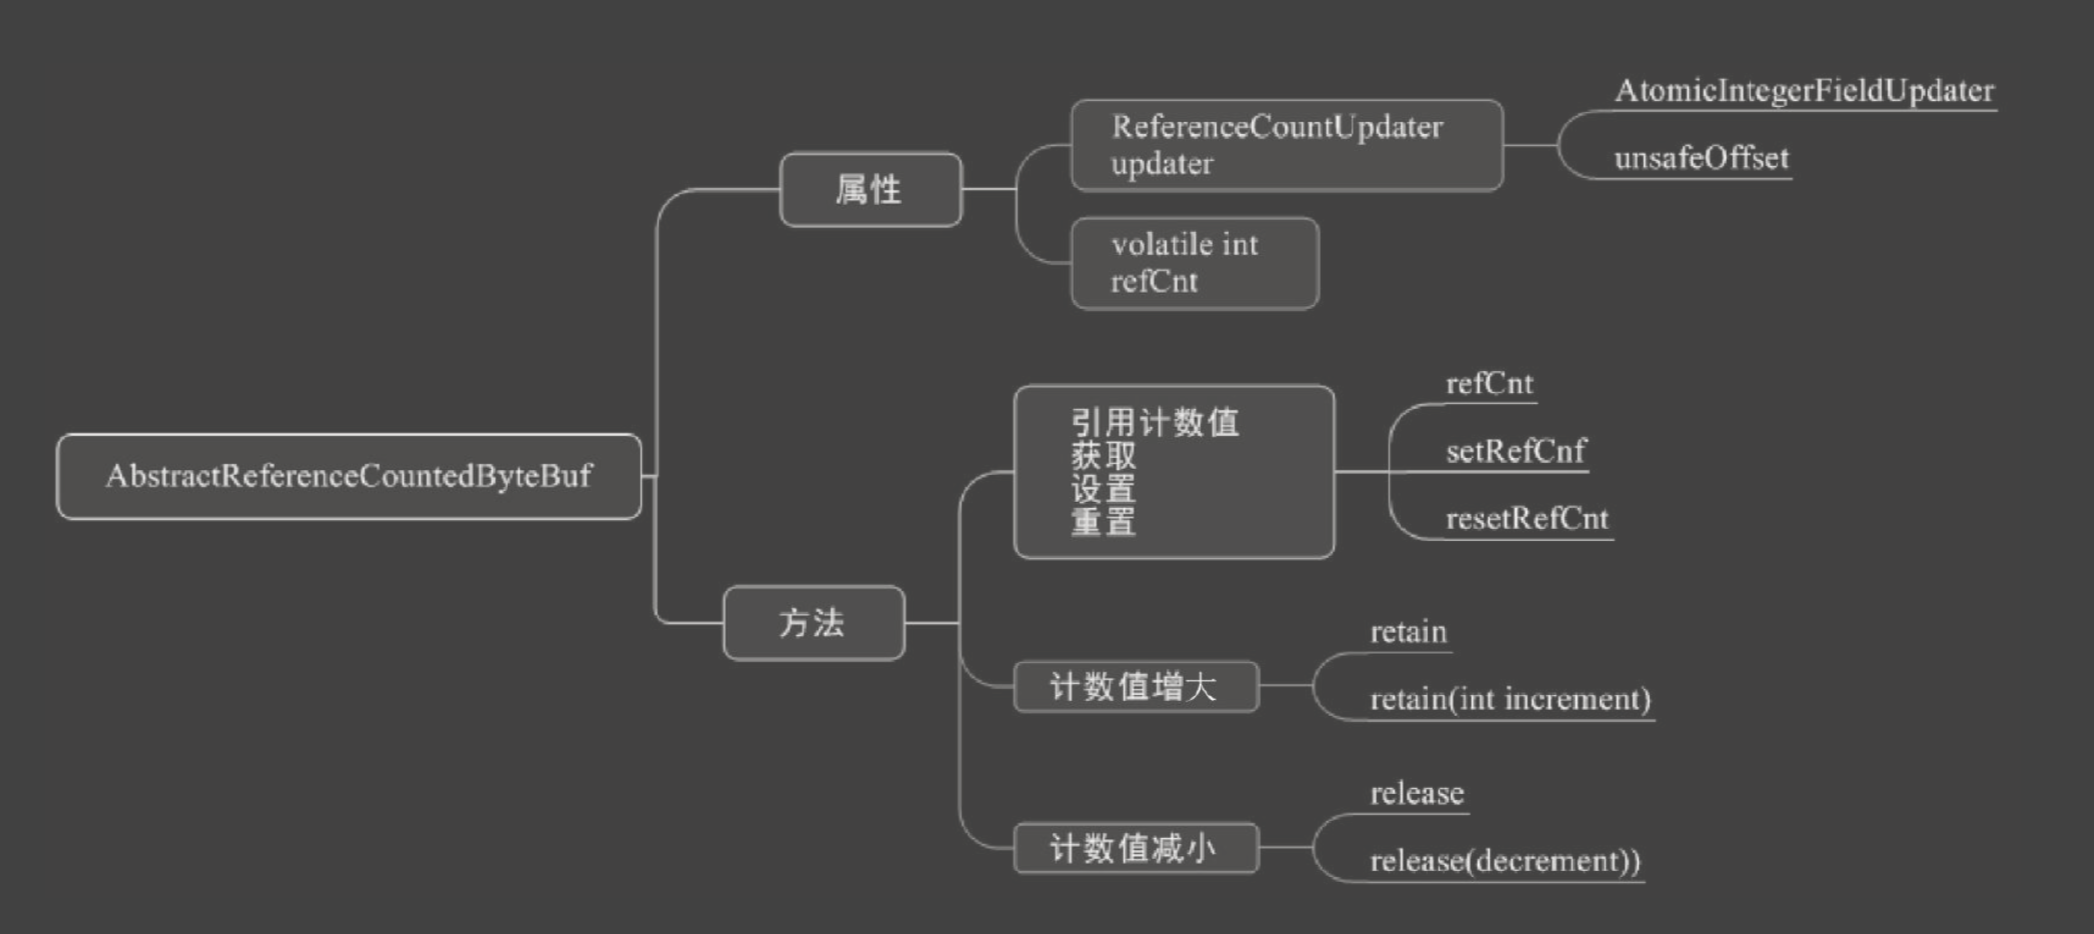 AbstractReferenceCountedByteBuf
属性
ReferenceCountUpdater
updater
AtomicIntegerFieldUpdater
unsafeOffset
volatile int
refCnt
方法
引用计数值
获取
设置
重置
refCnt
setRefCnf
resetRefCnt
计数值增大
retain
retain(int increment)
计数值减小
release
release(decrement))